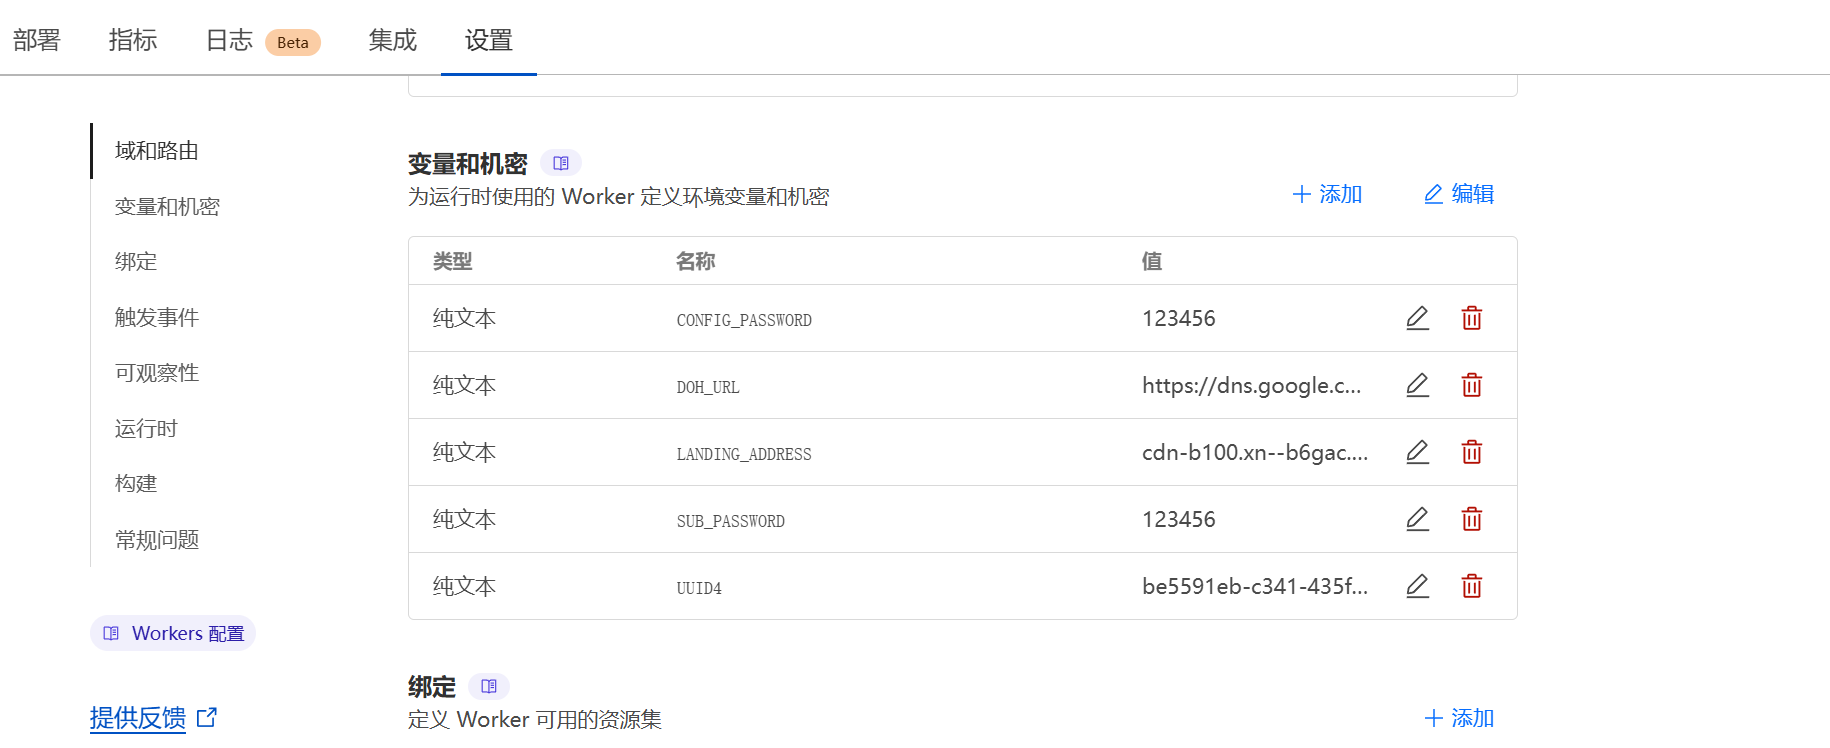 部署 指标 日志 Beta 集成 设置
域和路由
变量和机密
绑定
触发事件
可观察性
运行时
构建
常规问题
Workers 配置
提供反馈
变量和机密
为运行时使用的 Worker 定义环境变量和机密
添加 编辑
类型 名称 值
纯文本 CONFIG_PASSWORD 123456
纯文本 DOH_URL https://dns.google.c...
纯文本 LANDING_ADDRESS cdn-b100.xn--b6gac....
纯文本 SUB_PASSWORD 123456
纯文本 UUID4 be5591eb-c341-435f...
绑定
定义 Worker 可用的资源集
添加